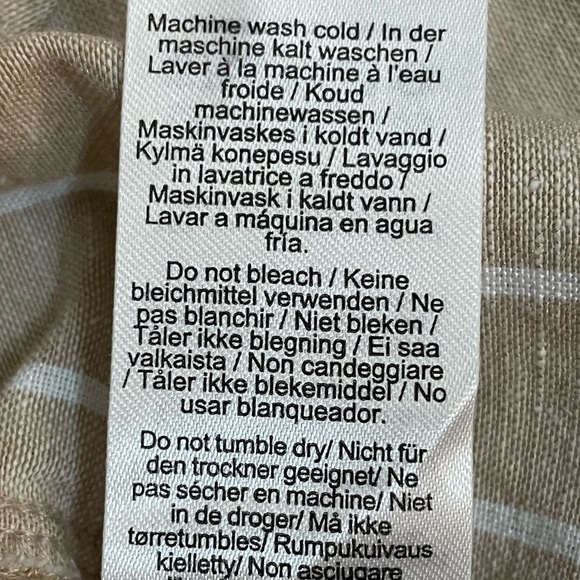 Machine wash cold / In der
maschine kalt waschen /
Laver à la machine à l'eau
froide / Koud
machinewassen /
Maskinvaskes i koldt vand /
Kylmä konepesu / Lavaggio
in lavatrice a freddo /
Maskinvask i kaldt vann /
Lavar a máquina en agua
fría.
Do not bleach / Keine
bleichmittel verwenden / Ne
pas blanchir / Niet bleken /
Tåler ikke blegning / Ei saa
valkaista / Non candeggiare
/ Tåler ikke blekemiddel / No
usar blanqueador.
Do not tumble dry/ Nicht für
den trockner geeignet/ Ne
pas sécher en machine/ Niet
in de droger/ Må ikke
tørretumbles/ Rumpukuivaus
kielletty/ Non asciugare